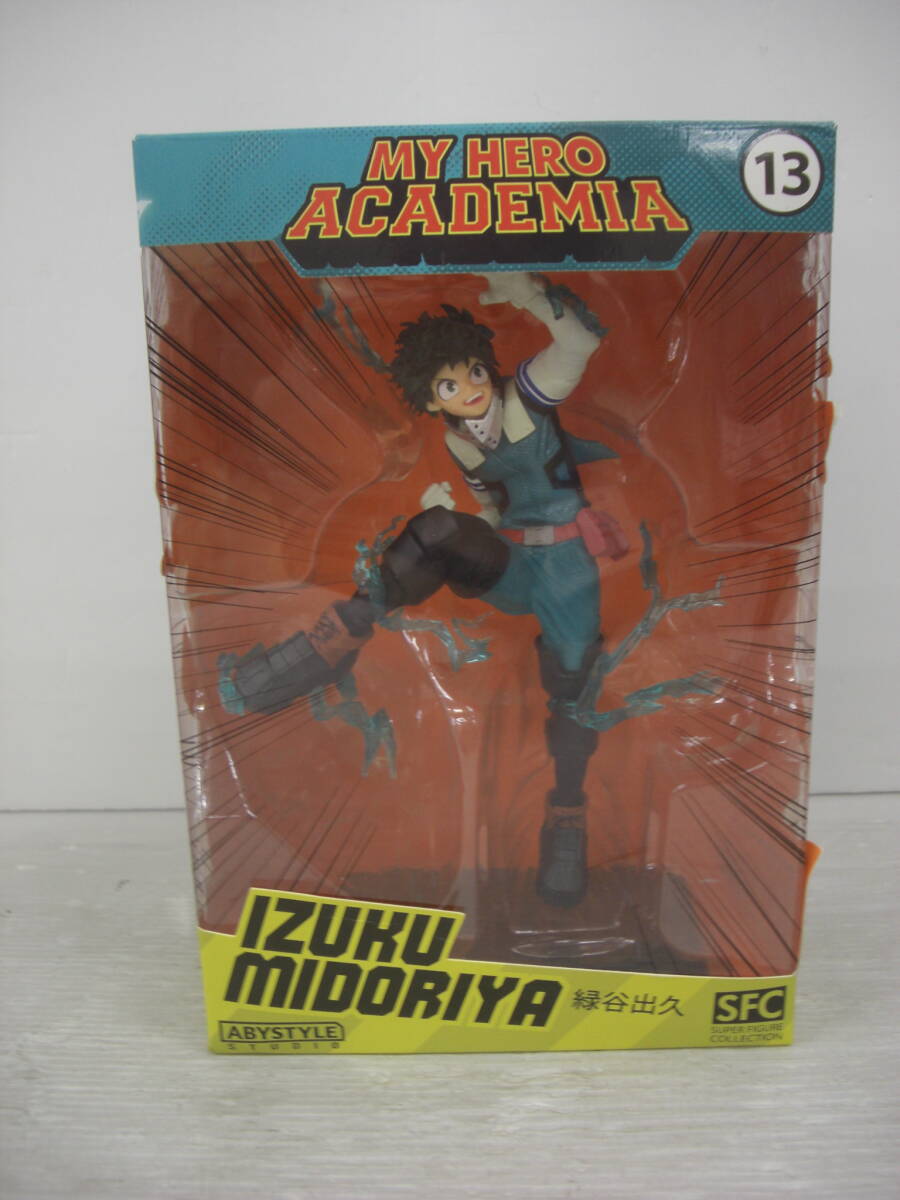 MY HERO
ACADEMIA
13
IZUKU
MIDORIYA
緑谷出久
ABYSTYLE
STUDIO
SFC
SUPER FIGURE
COLLECTION